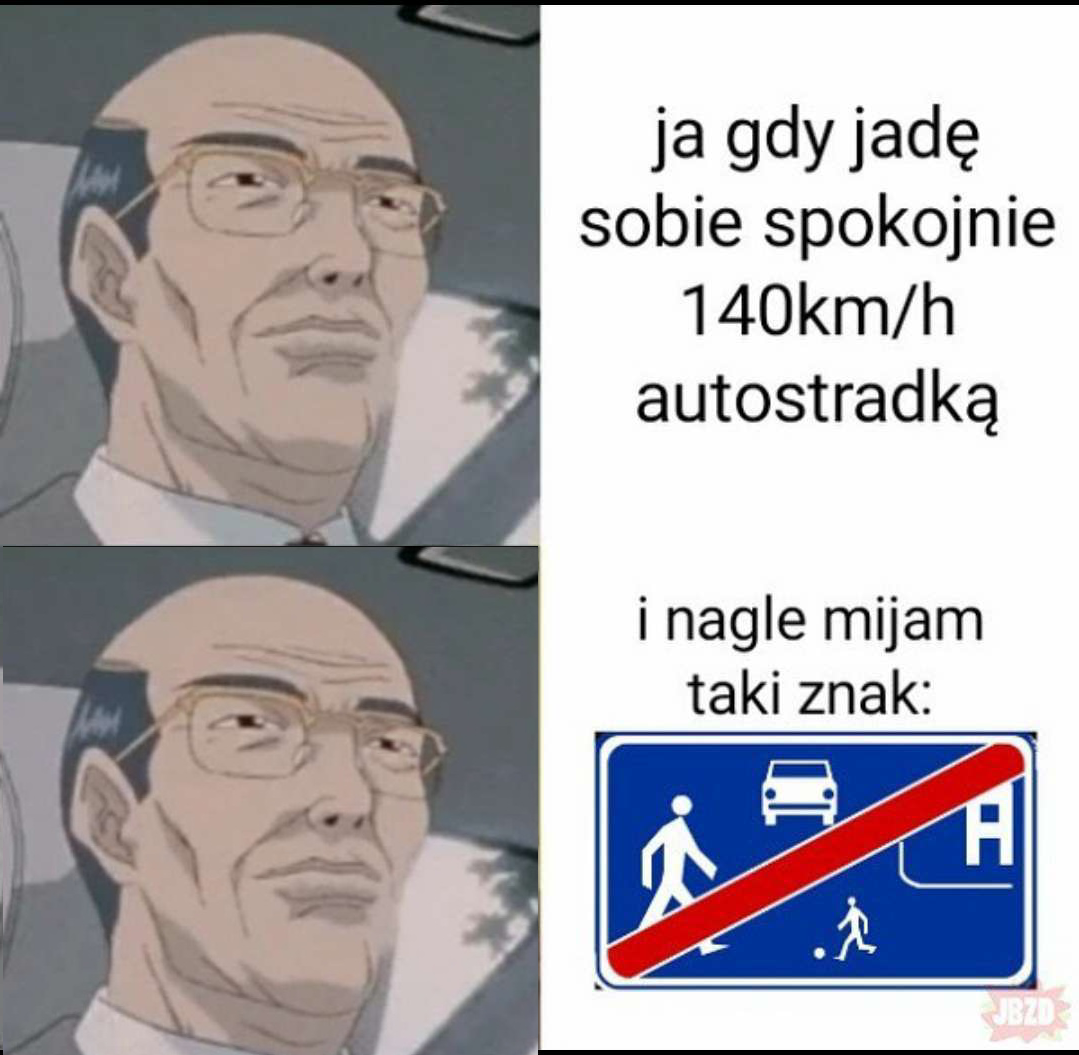 ja gdy jadę
sobie spokojnie
140km/h
autostradką
i nagle mijam
taki znak:
JBZD